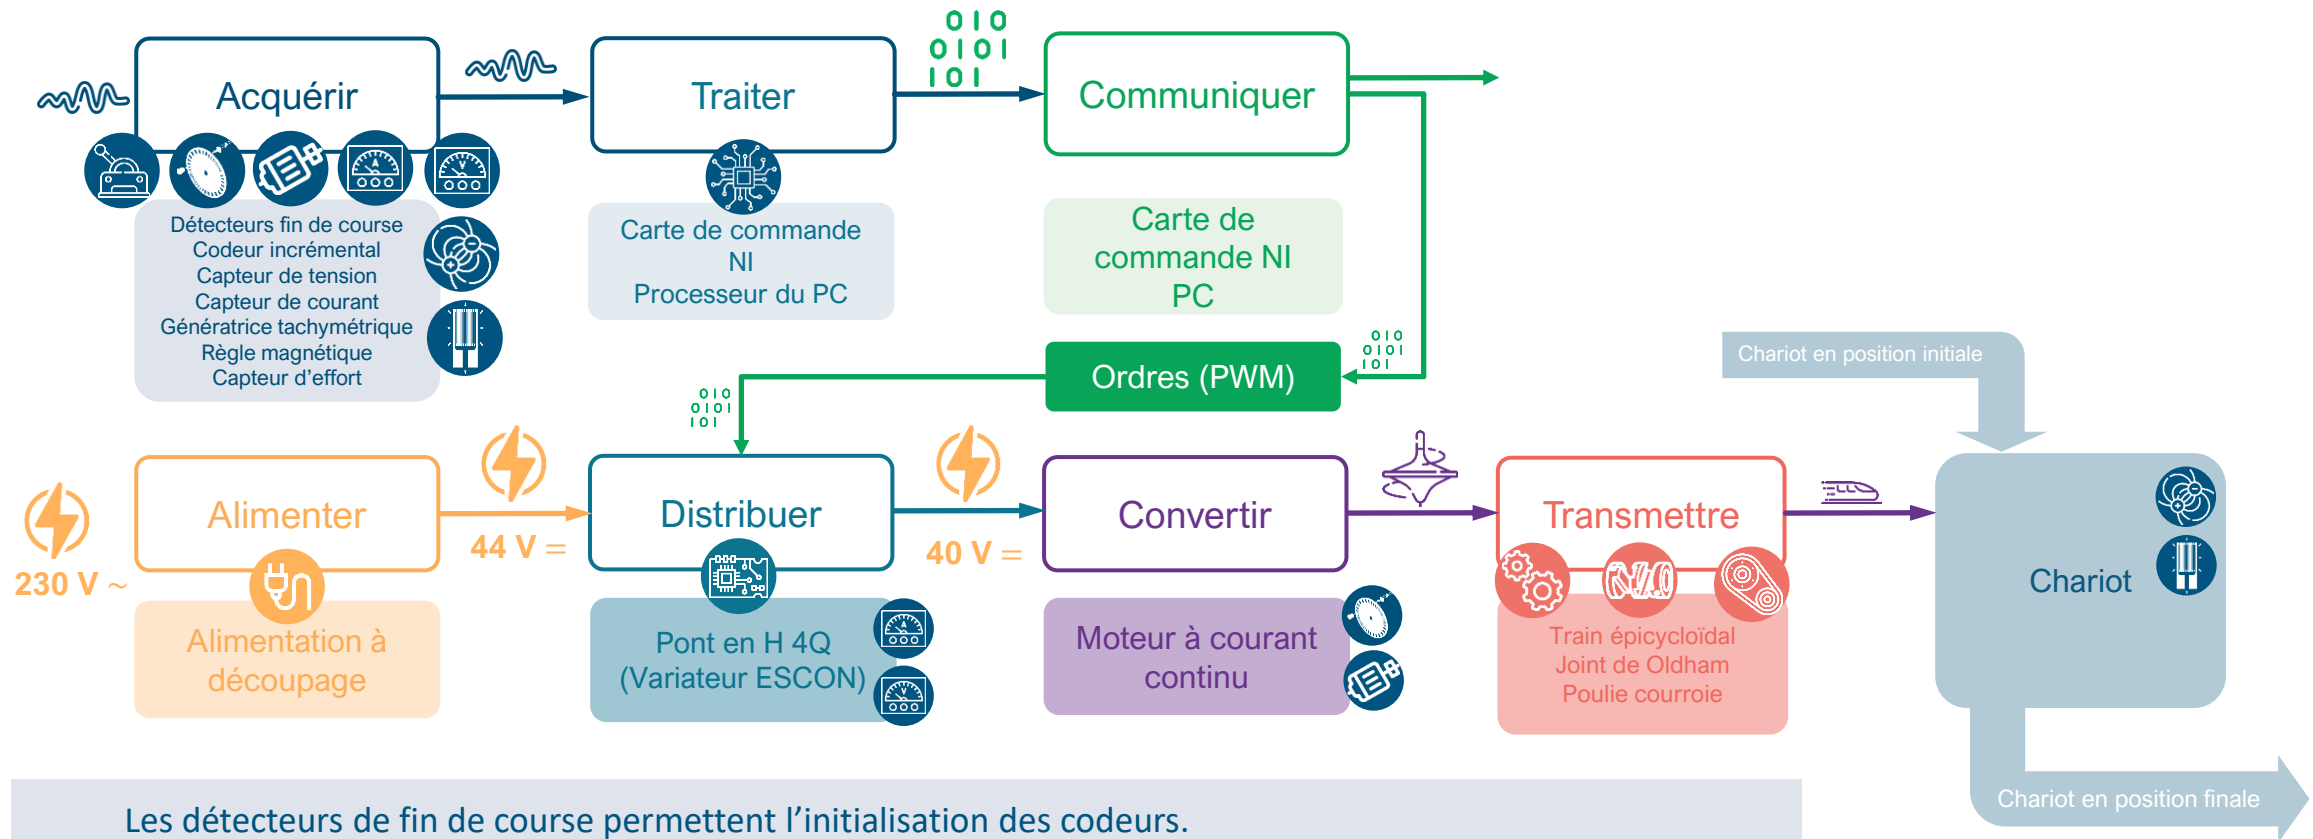 Acquérir
Traiter
Communiquer
010
0101
101
Détecteurs fin de course
Codeur incrémental
Capteur de tension
Capteur de courant
Génératrice tachymétrique
Règle magnétique
Capteur d’effort
Carte de commande
NI
Processeur du PC
Carte de
commande NI
PC
Ordres (PWM)
010
0101
101
010
0101
101
Chariot en position initiale
Alimenter
Distribuer
Convertir
Transmettre
230 V ~
44 V =
40 V =
Alimentation à
découpage
Pont en H 4Q
(Variateur ESCON)
Moteur à courant
continu
Train épicycloïdal
Joint de Oldham
Poulie courroie
Chariot
Chariot en position finale
A
V
A
V
Les détecteurs de fin de course permettent l’initialisation des codeurs.